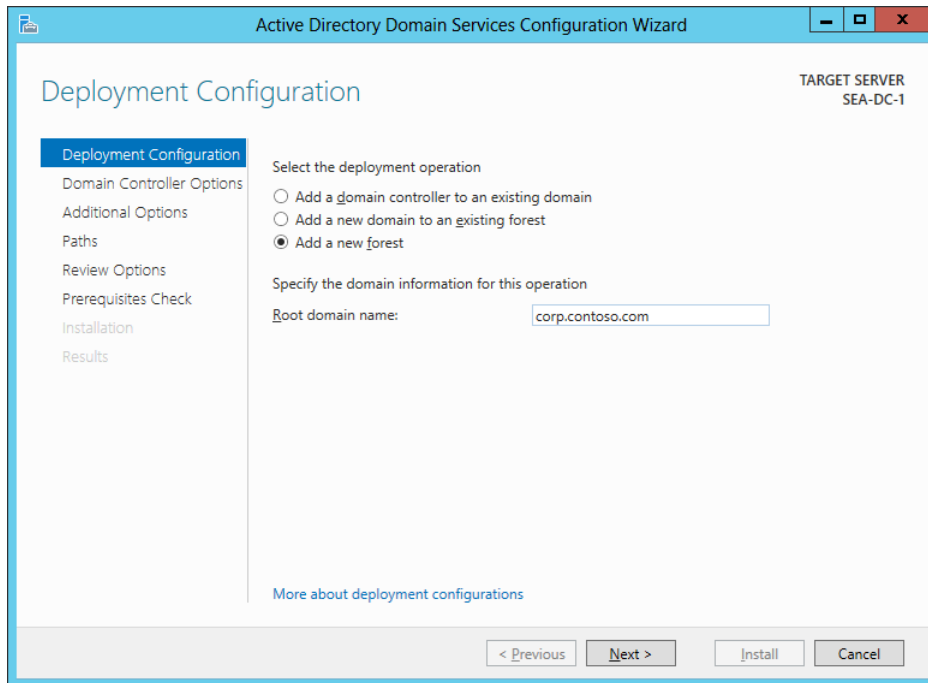 Active Directory Domain Services Configuration Wizard
Deployment Configuration
TARGET SERVER
SEA-DC-1
Deployment Configuration
Domain Controller Options
Additional Options
Paths
Review Options
Prerequisites Check
Installation
Results
Select the deployment operation
Add a domain controller to an existing domain
Add a new domain to an existing forest
Add a new forest
Specify the domain information for this operation
Root domain name: corp.contoso.com
More about deployment configurations
< Previous Next > Install Cancel